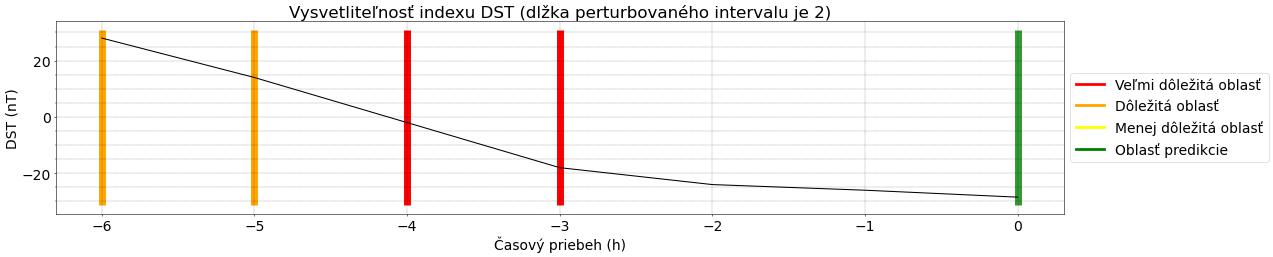 Vysvetliteľnosť indexu DST (dlžka perturbovaného intervalu je 2)
DST (nT)
20
0
−20
−6 −5 −4 −3 −2 −1 0
Časový priebeh (h)
Veľmi dôležitá oblasť
Dôležitá oblasť
Menej dôležitá oblasť
Oblasť predikcie